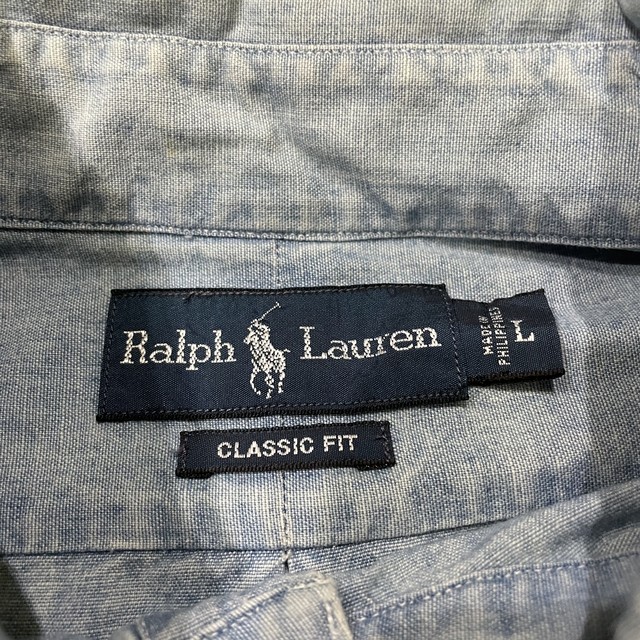 Ralph Lauren
L
MADE IN
PHILIPPINES
CLASSIC FIT